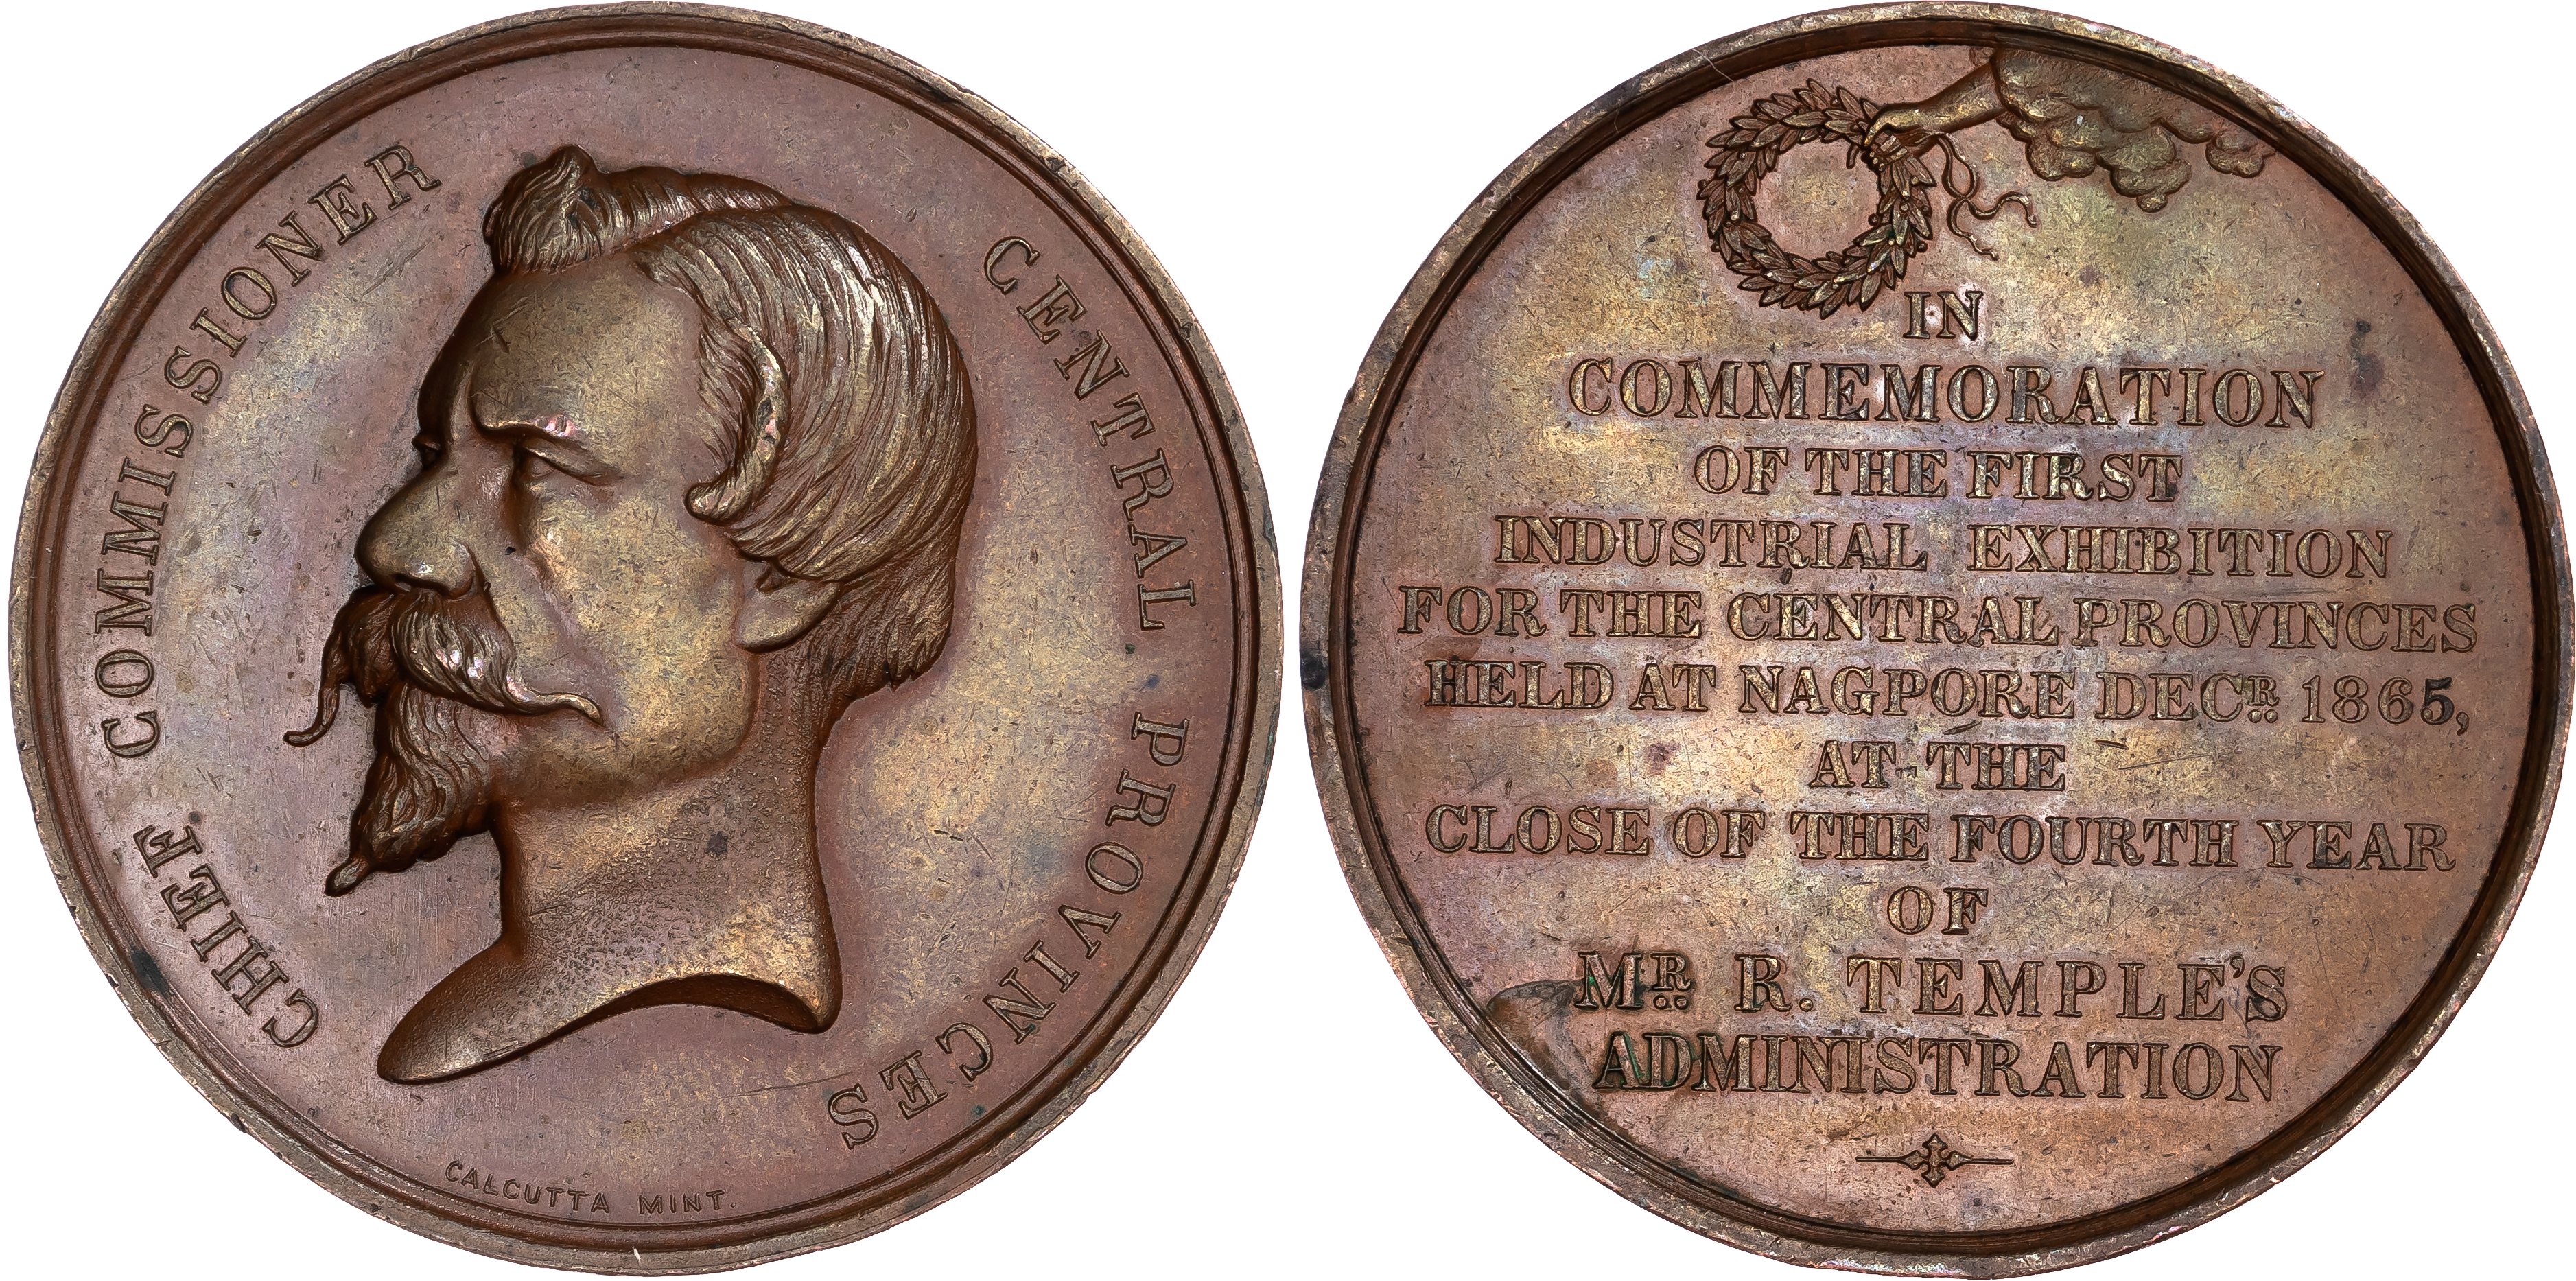 CHIEF COMMISSIONER CENTRAL PROVINCES
CALCUTTA MINT.
IN
COMMEMORATION
OF THE FIRST
INDUSTRIAL EXHIBITION
FOR THE CENTRAL PROVINCES
HELD AT NAGPORE DECR. 1865,
AT THE
CLOSE OF THE FOURTH YEAR
OF
MR. R. TEMPLE'S
ADMINISTRATION